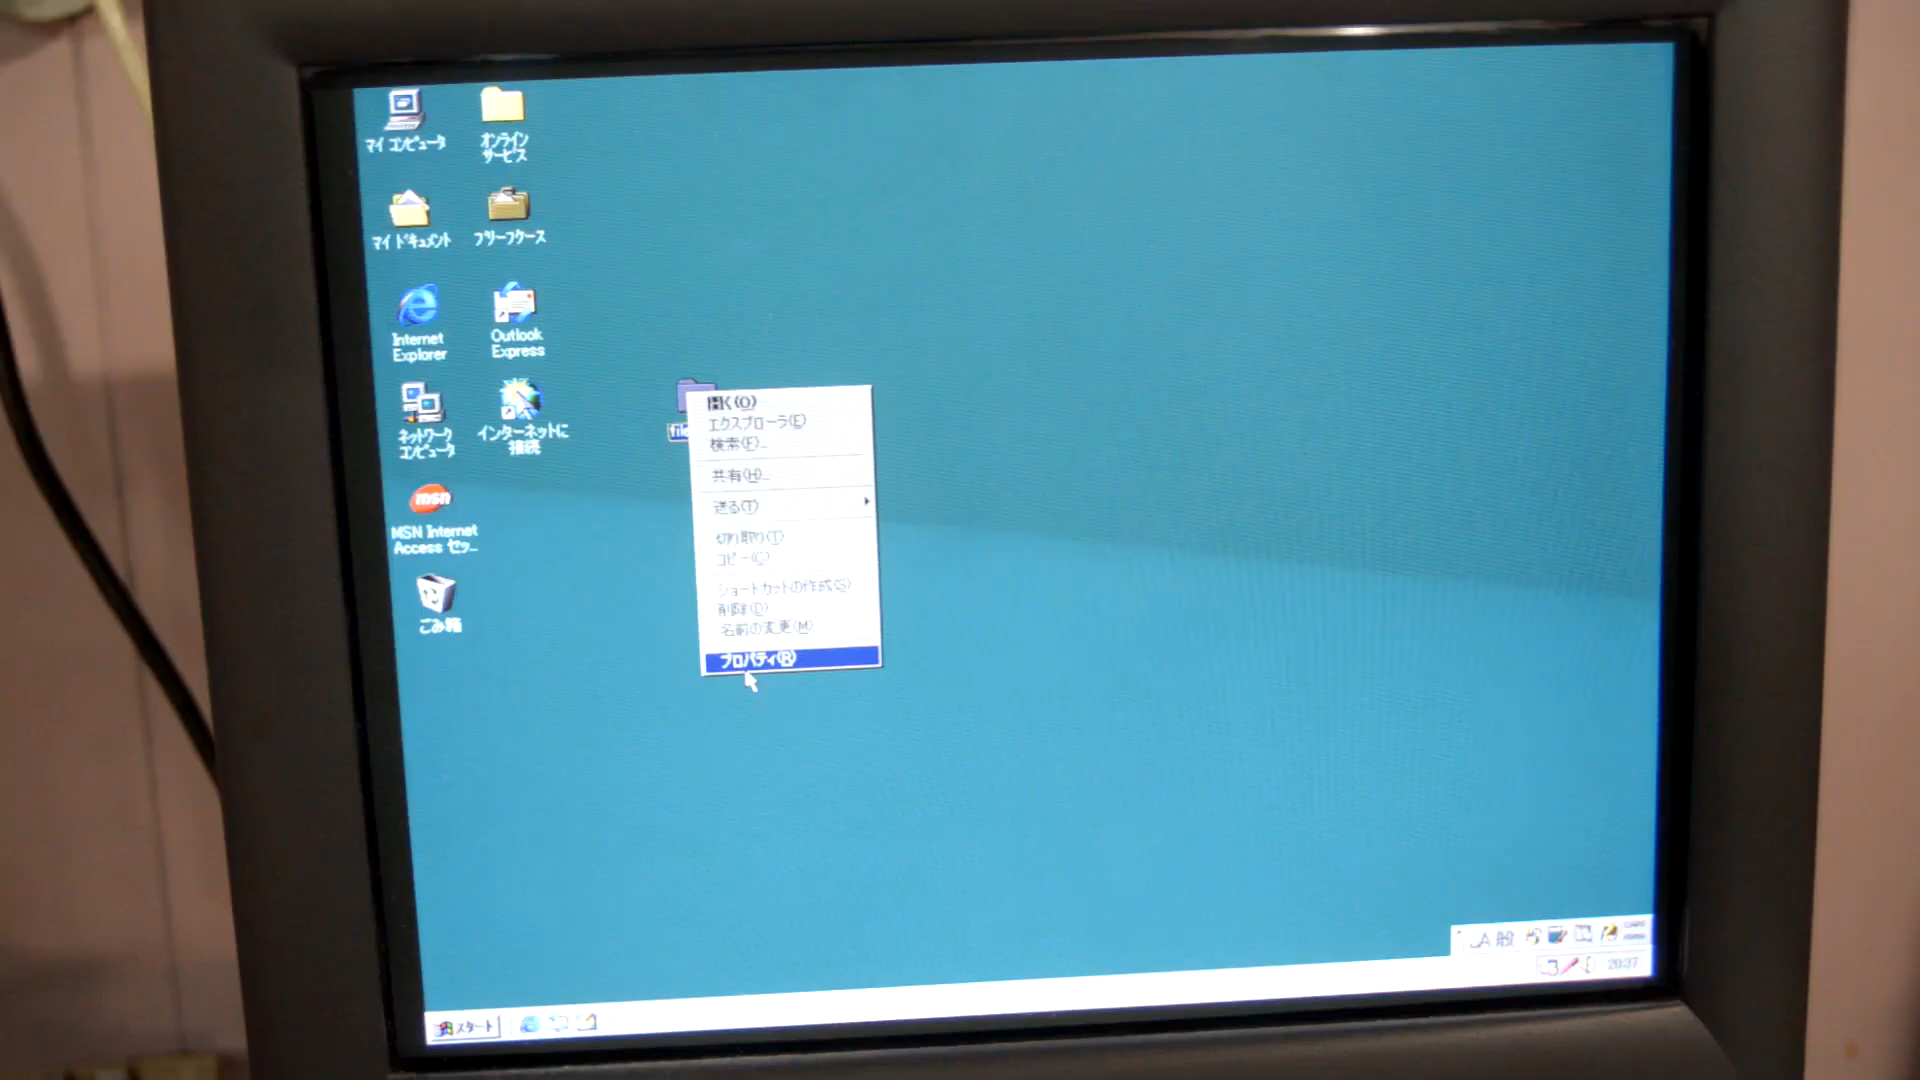 マイ コンピュータ
オンライン
サービス
マイ ドキュメント
ブリーフケース
Internet
Explorer
Outlook
Express
ネットワーク
コンピュータ
インターネットに
接続
msn
MSN Internet
Access セッ...
ごみ箱
file
開く(O)
エクスプローラ(E)
検索(F)...
共有(H)...
送る(T)
切り取り(T)
コピー(C)
ショートカットの作成(S)
削除(D)
名前の変更(M)
プロパティ(R)
A 般
20:37
スタート